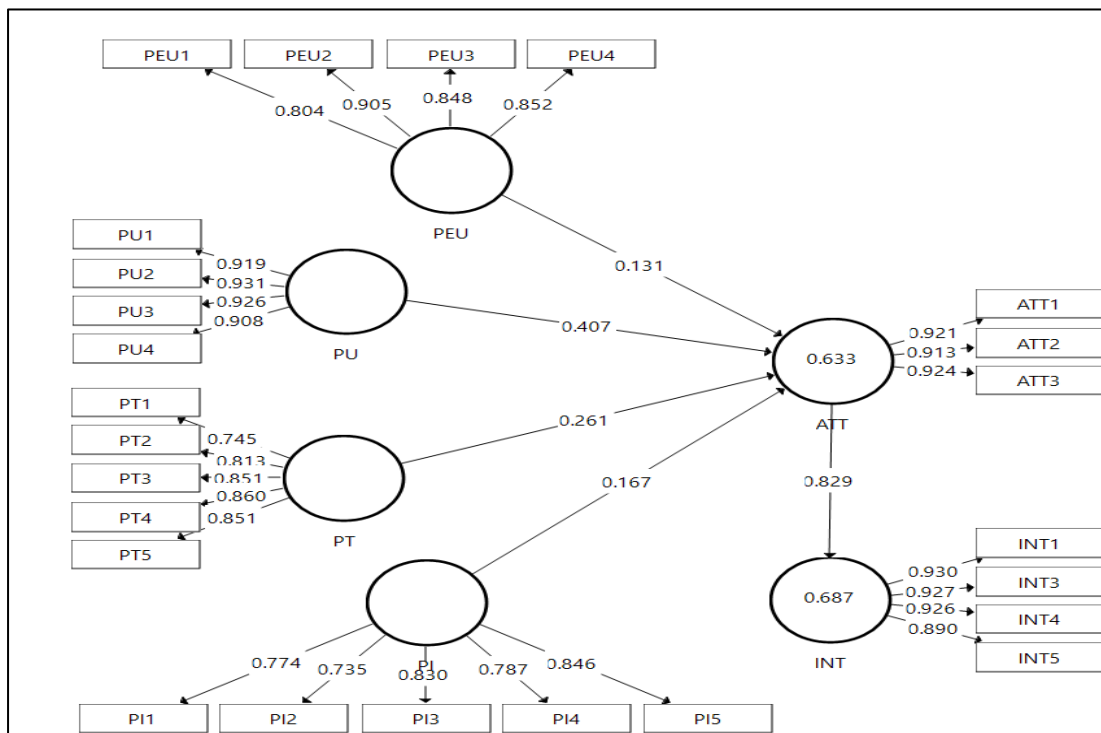 PEU1 PEU2 PEU3 PEU4
0.804 0.905 0.848 0.852
PEU
PU1
PU2
PU3
PU4
0.919
0.931
0.926
0.908
PU
0.131
0.407
PT1
PT2
PT3
PT4
PT5
0.745
0.813
0.851
0.860
0.851
PT
0.261
0.167
0.633
ATT
0.921
0.913
0.924
ATT1
ATT2
ATT3
0.829
0.687
INT
0.930
0.927
0.926
0.890
INT1
INT3
INT4
INT5
PI
0.774 0.735 0.830 0.787 0.846
PI1 PI2 PI3 PI4 PI5